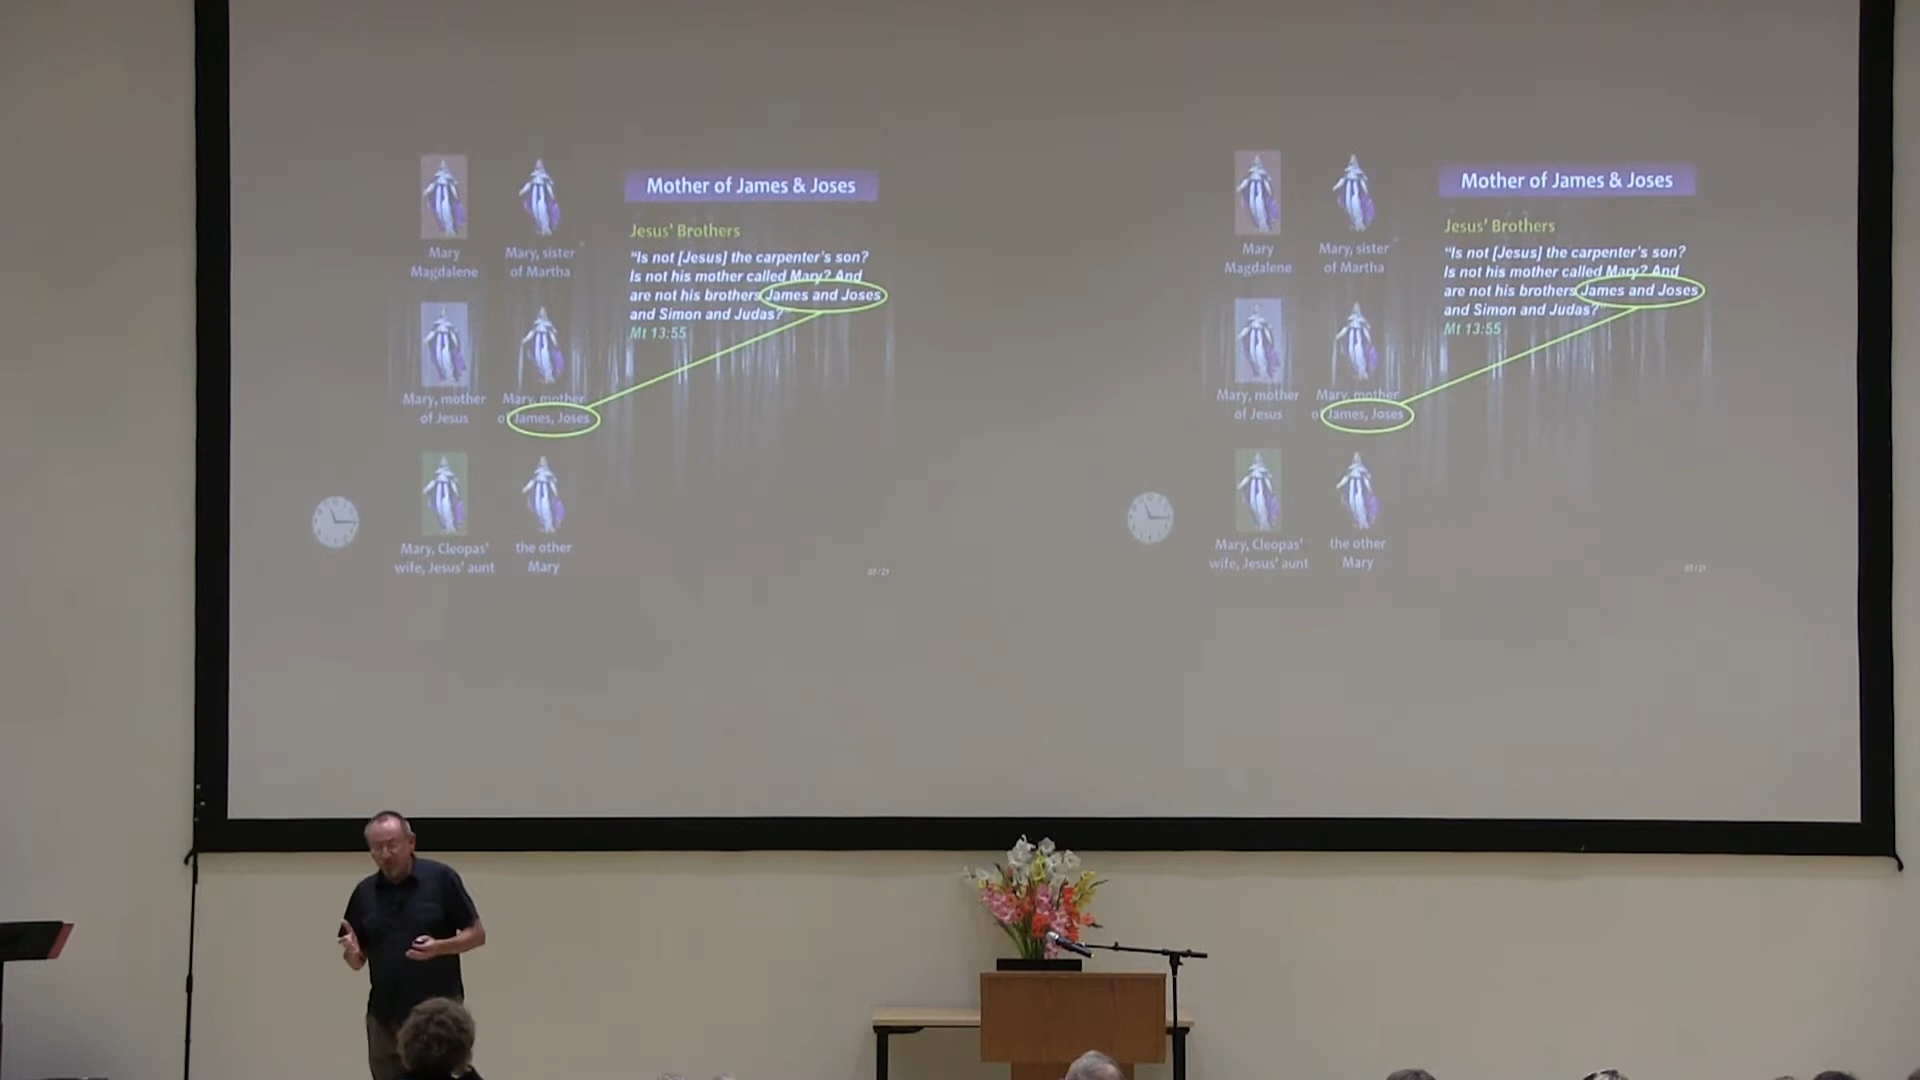 Mother of James & Joses
Jesus' Brothers
"Is not [Jesus] the carpenter's son?
Is not his mother called Mary? And
are not his brothers James and Joses
and Simon and Judas?"
Mt 13:55
Mary
Magdalene
Mary, sister
of Martha
Mary, mother
of Jesus
Mary, mother
of James, Joses
Mary, Cleopas'
wife, Jesus' aunt
the other
Mary
Mother of James & Joses
Jesus' Brothers
"Is not [Jesus] the carpenter's son?
Is not his mother called Mary? And
are not his brothers James and Joses
and Simon and Judas?"
Mt 13:55
Mary
Magdalene
Mary, sister
of Martha
Mary, mother
of Jesus
Mary, mother
of James, Joses
Mary, Cleopas'
wife, Jesus' aunt
the other
Mary